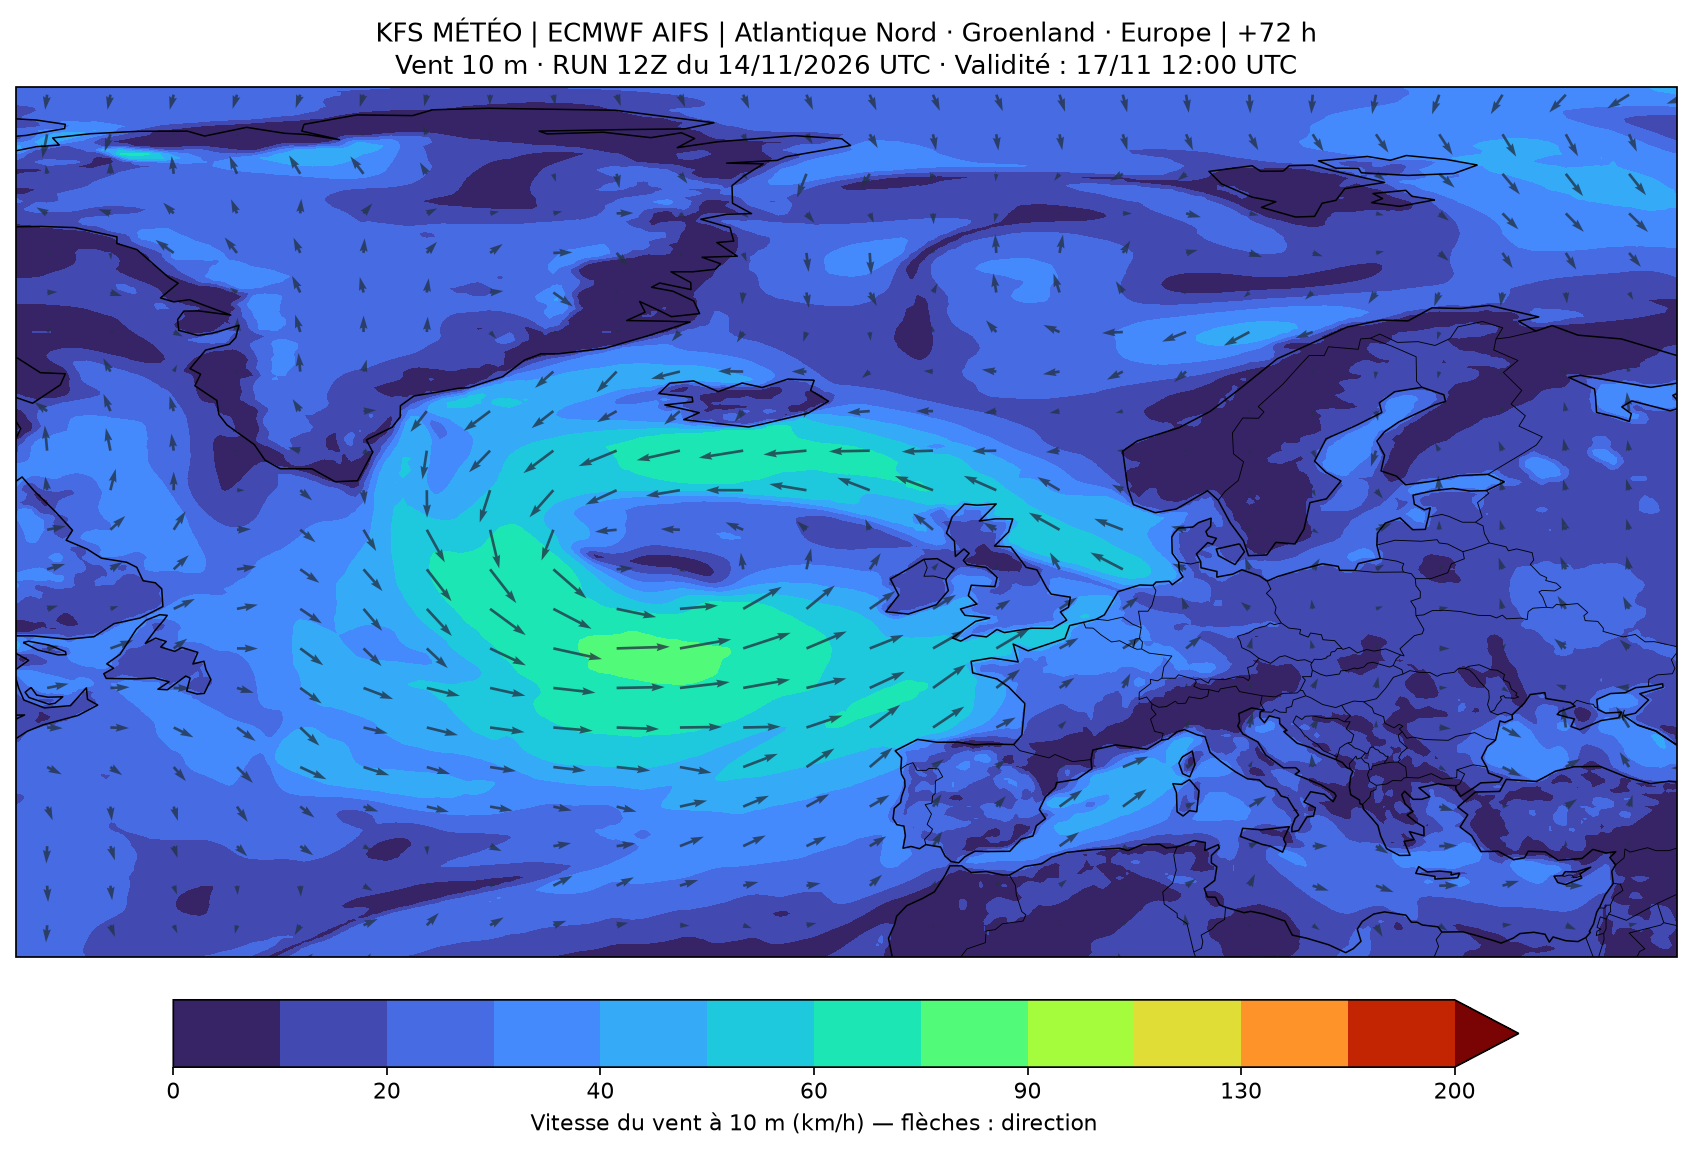 KFS MÉTÉO | ECMWF AIFS | Atlantique Nord · Groenland · Europe | +72 h
Vent 10 m · RUN 12Z du 14/11/2026 UTC · Validité : 17/11 12:00 UTC
0 20 40 60 90 130 200
Vitesse du vent à 10 m (km/h) — flèches : direction